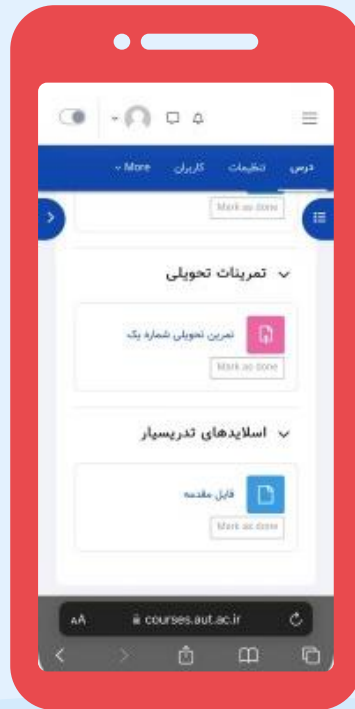 درس تنظیمات کاربران More
Mark as done
تمرینات تحویلی
تمرین تحویلی شماره یک
Mark as done
اسلایدهای تدریسیار
فایل مقدمه
Mark as done
AA courses.aut.ac.ir